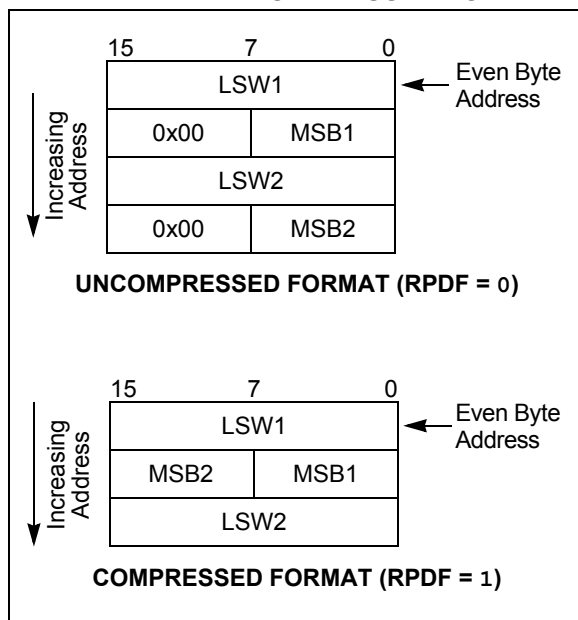 15 7 0
LSW1
Even Byte
Address
0x00 MSB1
LSW2
0x00 MSB2
Increasing
Address
UNCOMPRESSED FORMAT (RPDF = 0)
15 7 0
LSW1
Even Byte
Address
MSB2 MSB1
LSW2
Increasing
Address
COMPRESSED FORMAT (RPDF = 1)